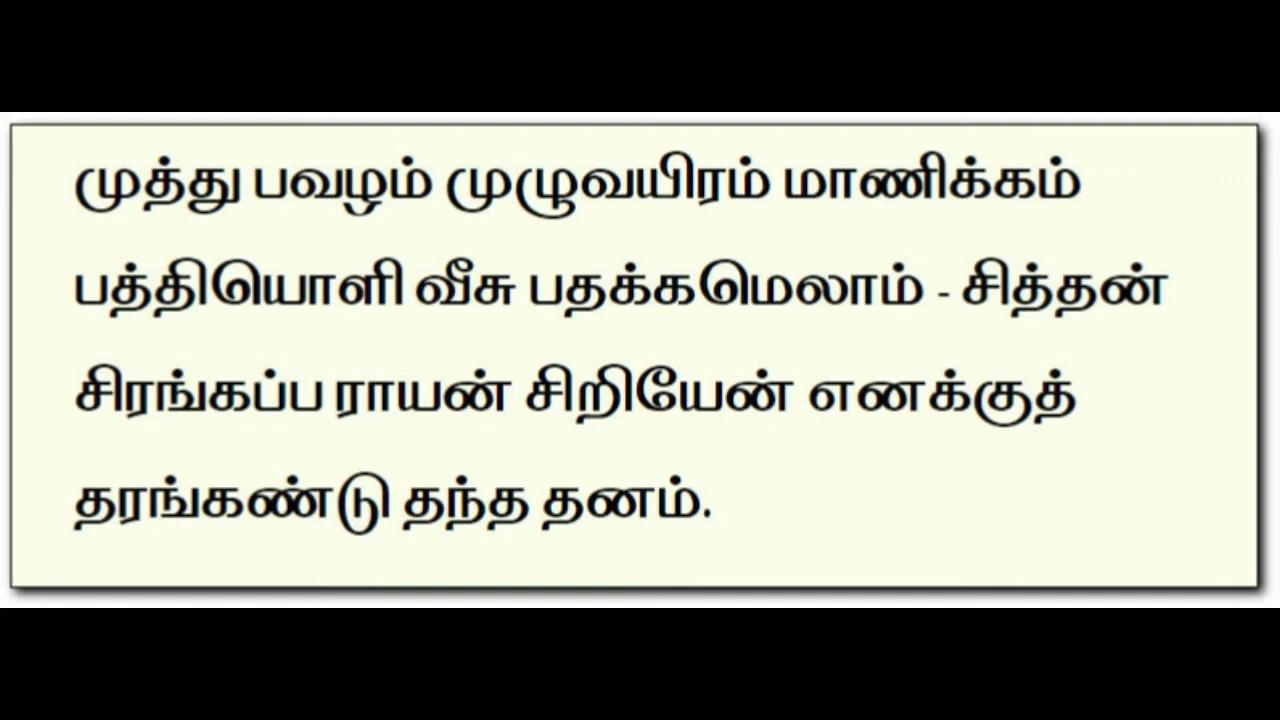 முத்து பவழம் முழுவயிரம் மாணிக்கம்
பத்தியொளி வீசு பதக்கமெலாம் - சித்தன்
சிரங்கப்ப ராயன் சிறியேன் எனக்குத்
தரங்கண்டு தந்த தனம்.